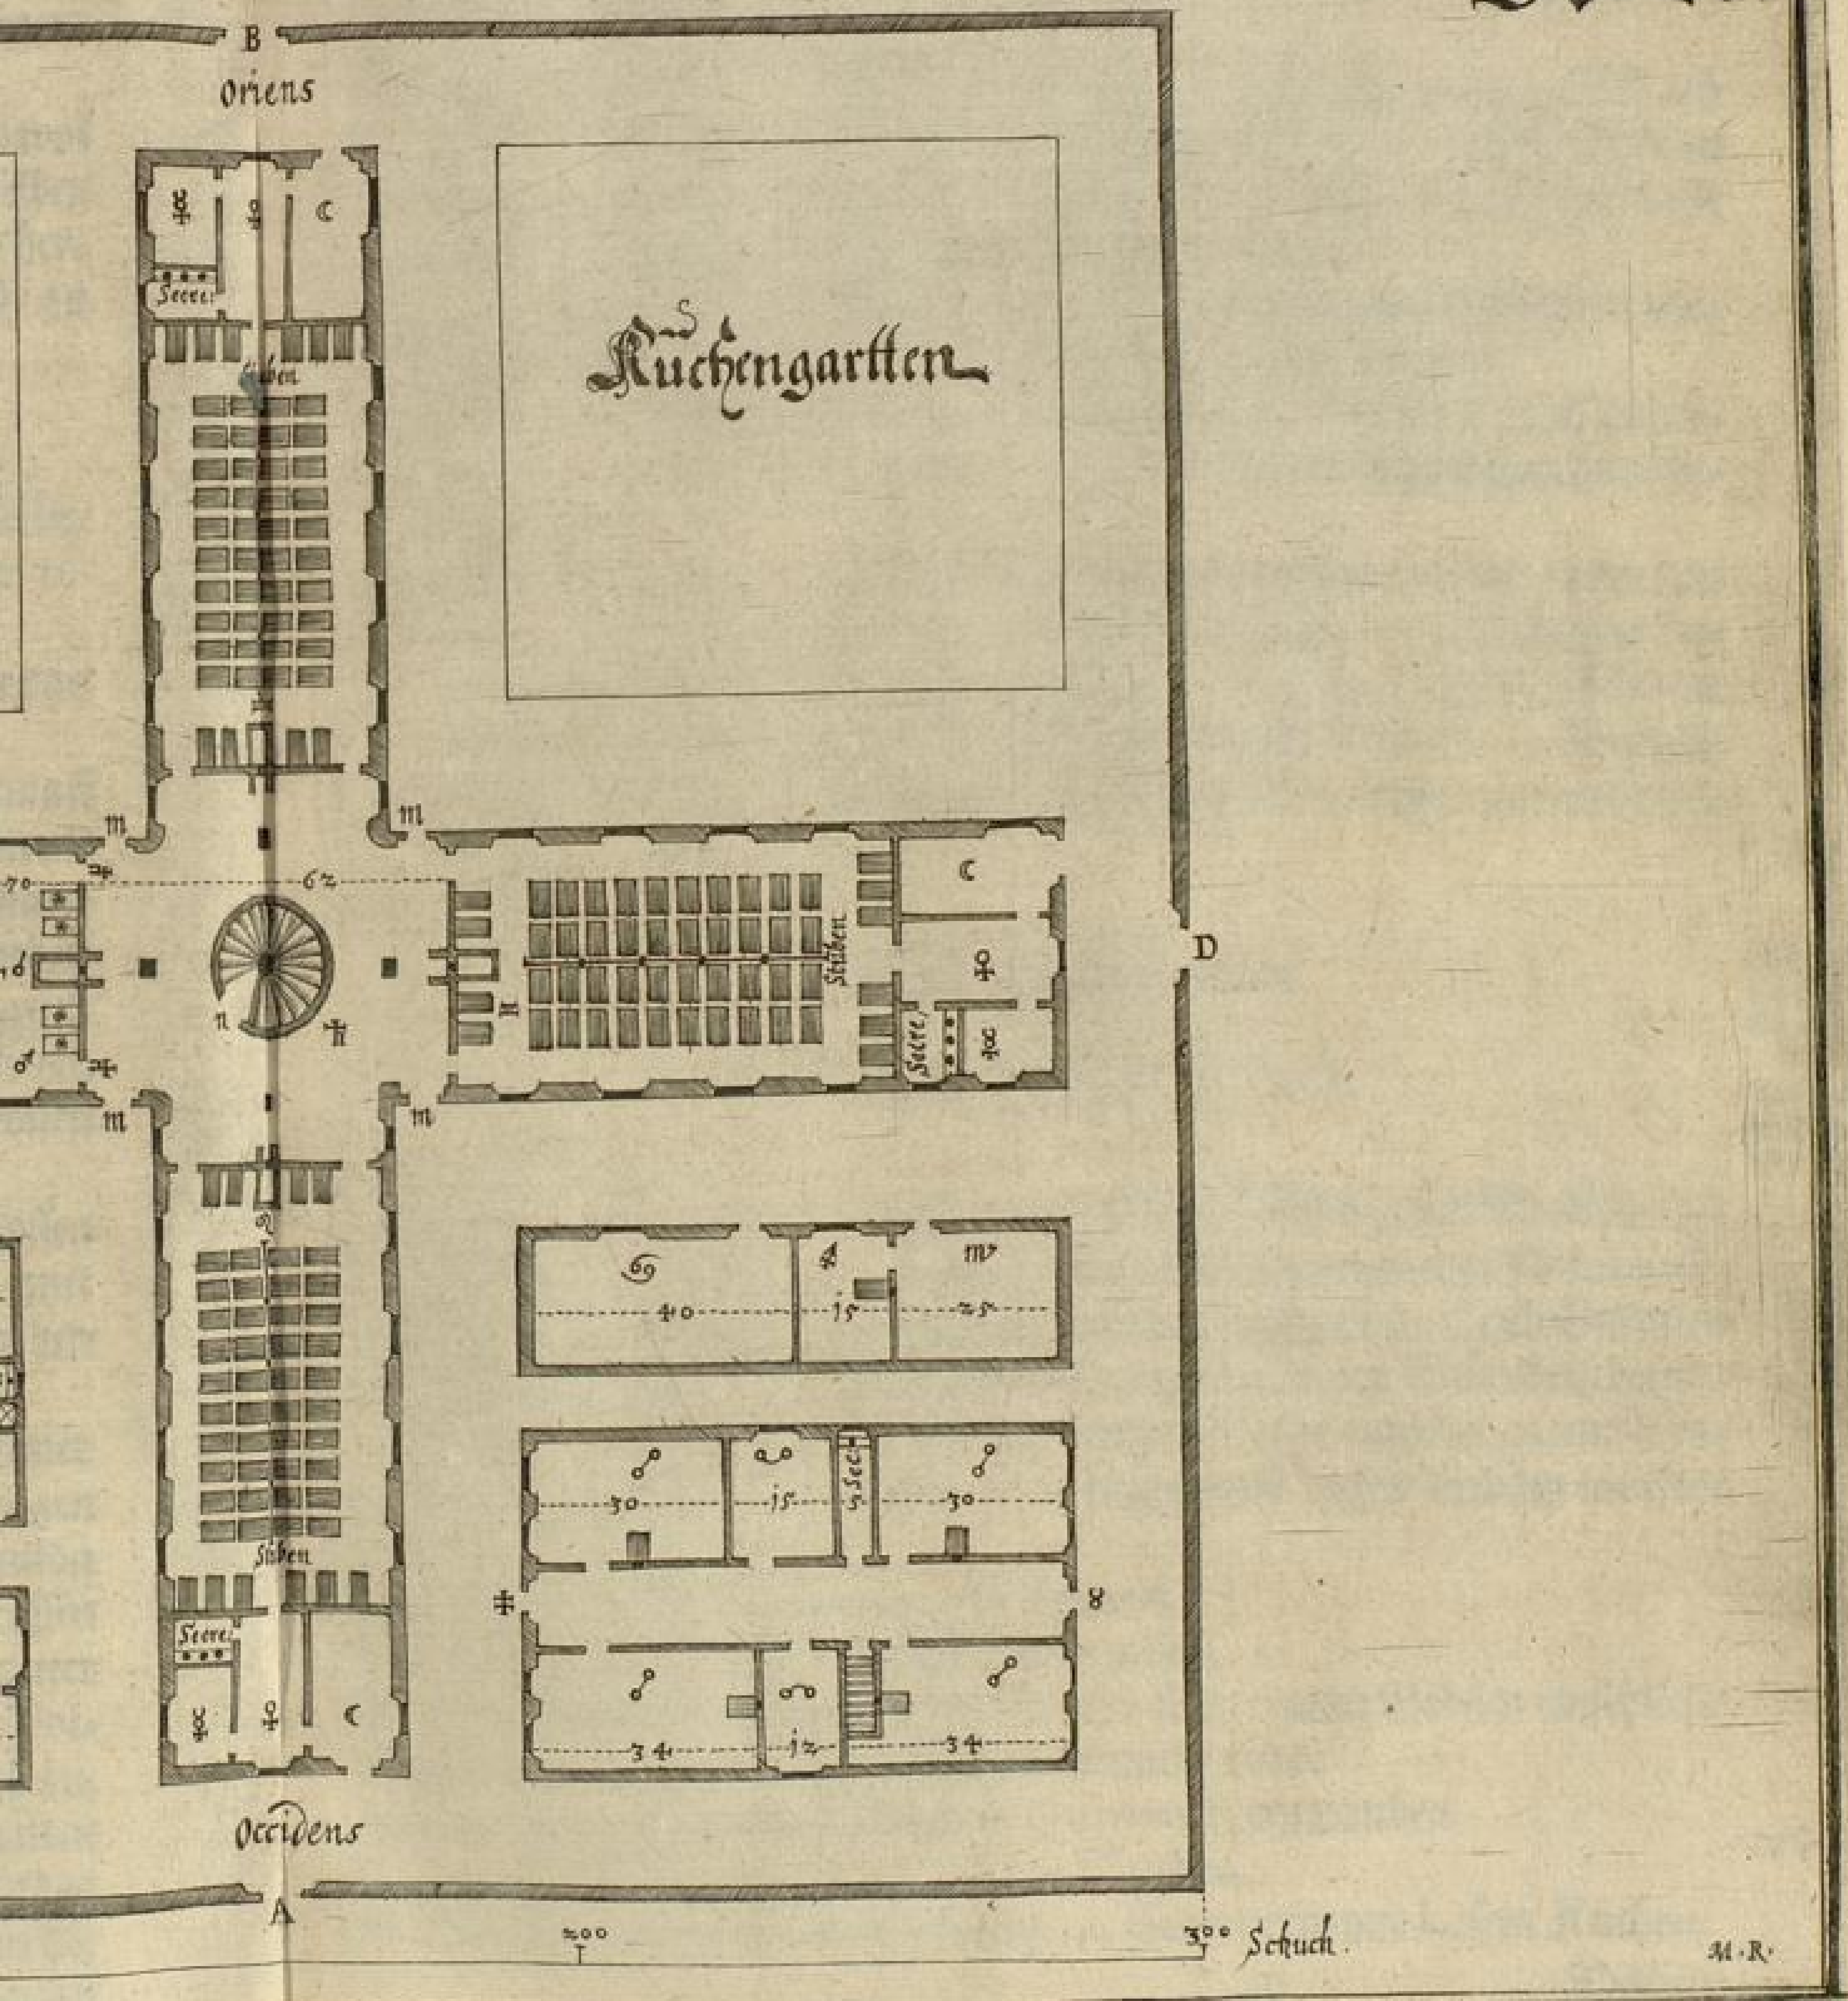 B
Oriens
Secre:
Kuchengartten
Stuben
m
m
70
62
Stuben
D
Secre:
n
m
m
40
15
25
30
15
5
Sec:
30
Stuben
Secre:
34
12
34
Occidens
A
200
300 Schuch.
M. R.